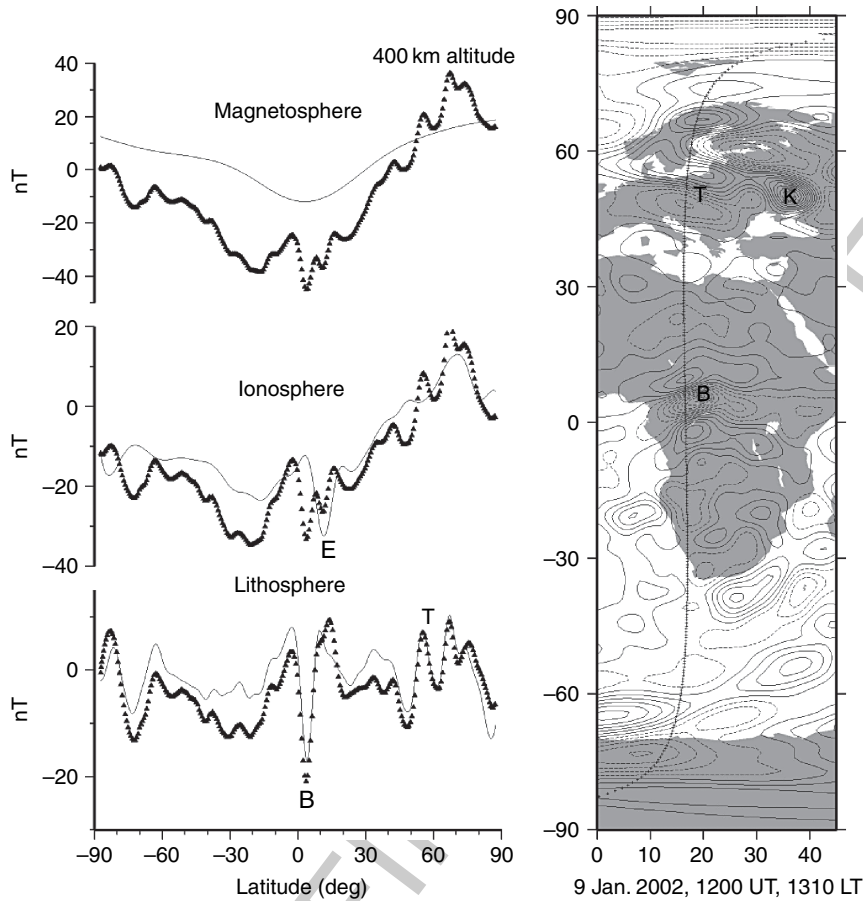 400 km altitude
Magnetosphere
nT
40
20
0
−20
−40
Ionosphere
nT
20
0
−20
−40
E
Lithosphere
T
nT
0
−20
B
−90
−60
−30
0
30
60
90
Latitude (deg)
90
60
30
0
−30
−60
−90
T
K
B
0
10
20
30
40
9 Jan. 2002, 1200 UT, 1310 LT